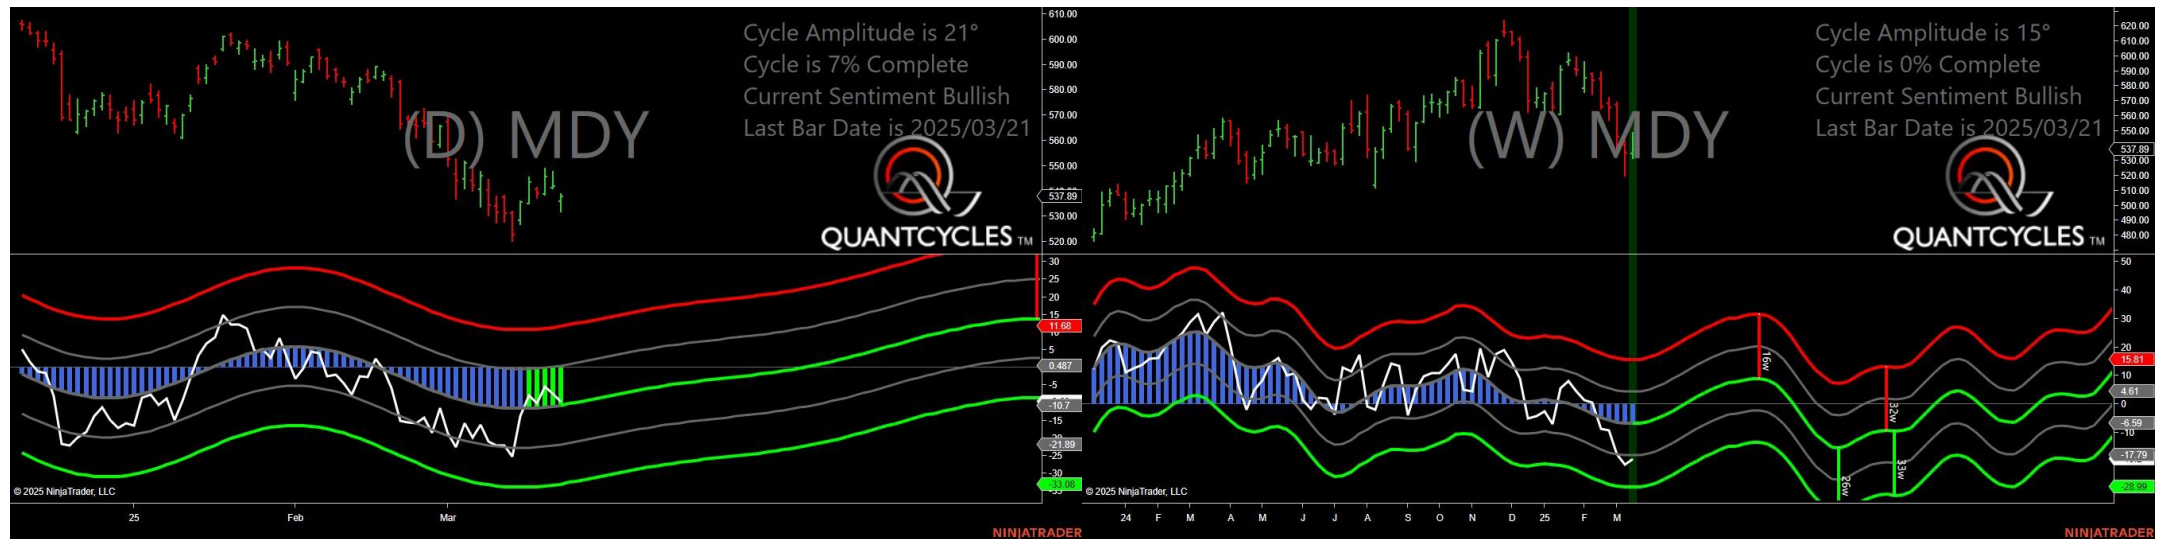 Cycle Amplitude is 21°
Cycle is 7% Complete
Current Sentiment Bullish
Last Bar Date is 2025/03/21
(D) MDY
QUANTCYCLES TM
610.00
600.00
590.00
580.00
570.00
560.00
550.00
537.89
530.00
520.00
30
25
20
15
11.68
5
0.487
-5
-10.7
-15
-21.89
-25
-30
-33.08
© 2025 NinjaTrader, LLC
25 Feb Mar
NINJATRADER
Cycle Amplitude is 15°
Cycle is 0% Complete
Current Sentiment Bullish
Last Bar Date is 2025/03/21
(W) MDY
QUANTCYCLES TM
620.00
610.00
600.00
590.00
580.00
570.00
560.00
550.00
537.89
530.00
520.00
510.00
500.00
490.00
480.00
50
40
30
20
15.81
10
4.61
0
-6.59
-10
-17.79
-28.99
16w
32w
26w
33w
© 2025 NinjaTrader, LLC
24 F M A M J J A S O N D 25 F M
NINJATRADER